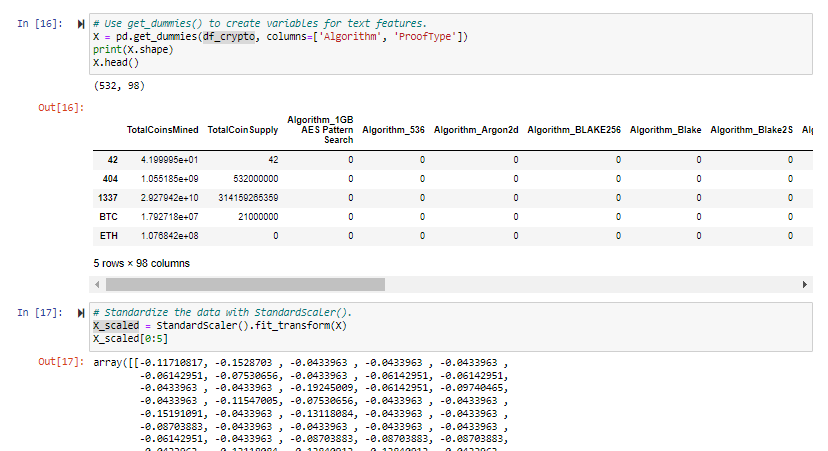 In [16]:
# Use get_dummies() to create variables for text features.
X = pd.get_dummies(df_crypto, columns=['Algorithm', 'ProofType'])
print(X.shape)
X.head()
(532, 98)
Out[16]:
TotalCoinsMined TotalCoinSupply Algorithm_1GB AES Pattern Search Algorithm_536 Algorithm_Argon2d Algorithm_BLAKE256 Algorithm_Blake Algorithm_Blake2S
42 4.199995e+01 42 0 0 0 0 0 0
404 1.055185e+09 532000000 0 0 0 0 0 0
1337 2.927942e+10 314159265359 0 0 0 0 0 0
BTC 1.792718e+07 21000000 0 0 0 0 0 0
ETH 1.076842e+08 0 0 0 0 0 0 0
5 rows × 98 columns
In [17]:
# Standardize the data with StandardScaler().
X_scaled = StandardScaler().fit_transform(X)
X_scaled[0:5]
Out[17]:
array([[-0.11710817, -0.1528703 , -0.0433963 , -0.0433963 , -0.0433963 ,
-0.06142951, -0.07530656, -0.0433963 , -0.06142951, -0.06142951,
-0.0433963 , -0.0433963 , -0.19245009, -0.06142951, -0.09740465,
-0.0433963 , -0.11547005, -0.07530656, -0.0433963 , -0.0433963 ,
-0.15191091, -0.0433963 , -0.13118084, -0.0433963 , -0.0433963 ,
-0.08703883, -0.0433963 , -0.0433963 , -0.0433963 , -0.0433963 ,
-0.06142951, -0.0433963 , -0.08703883, -0.08703883, -0.08703883,